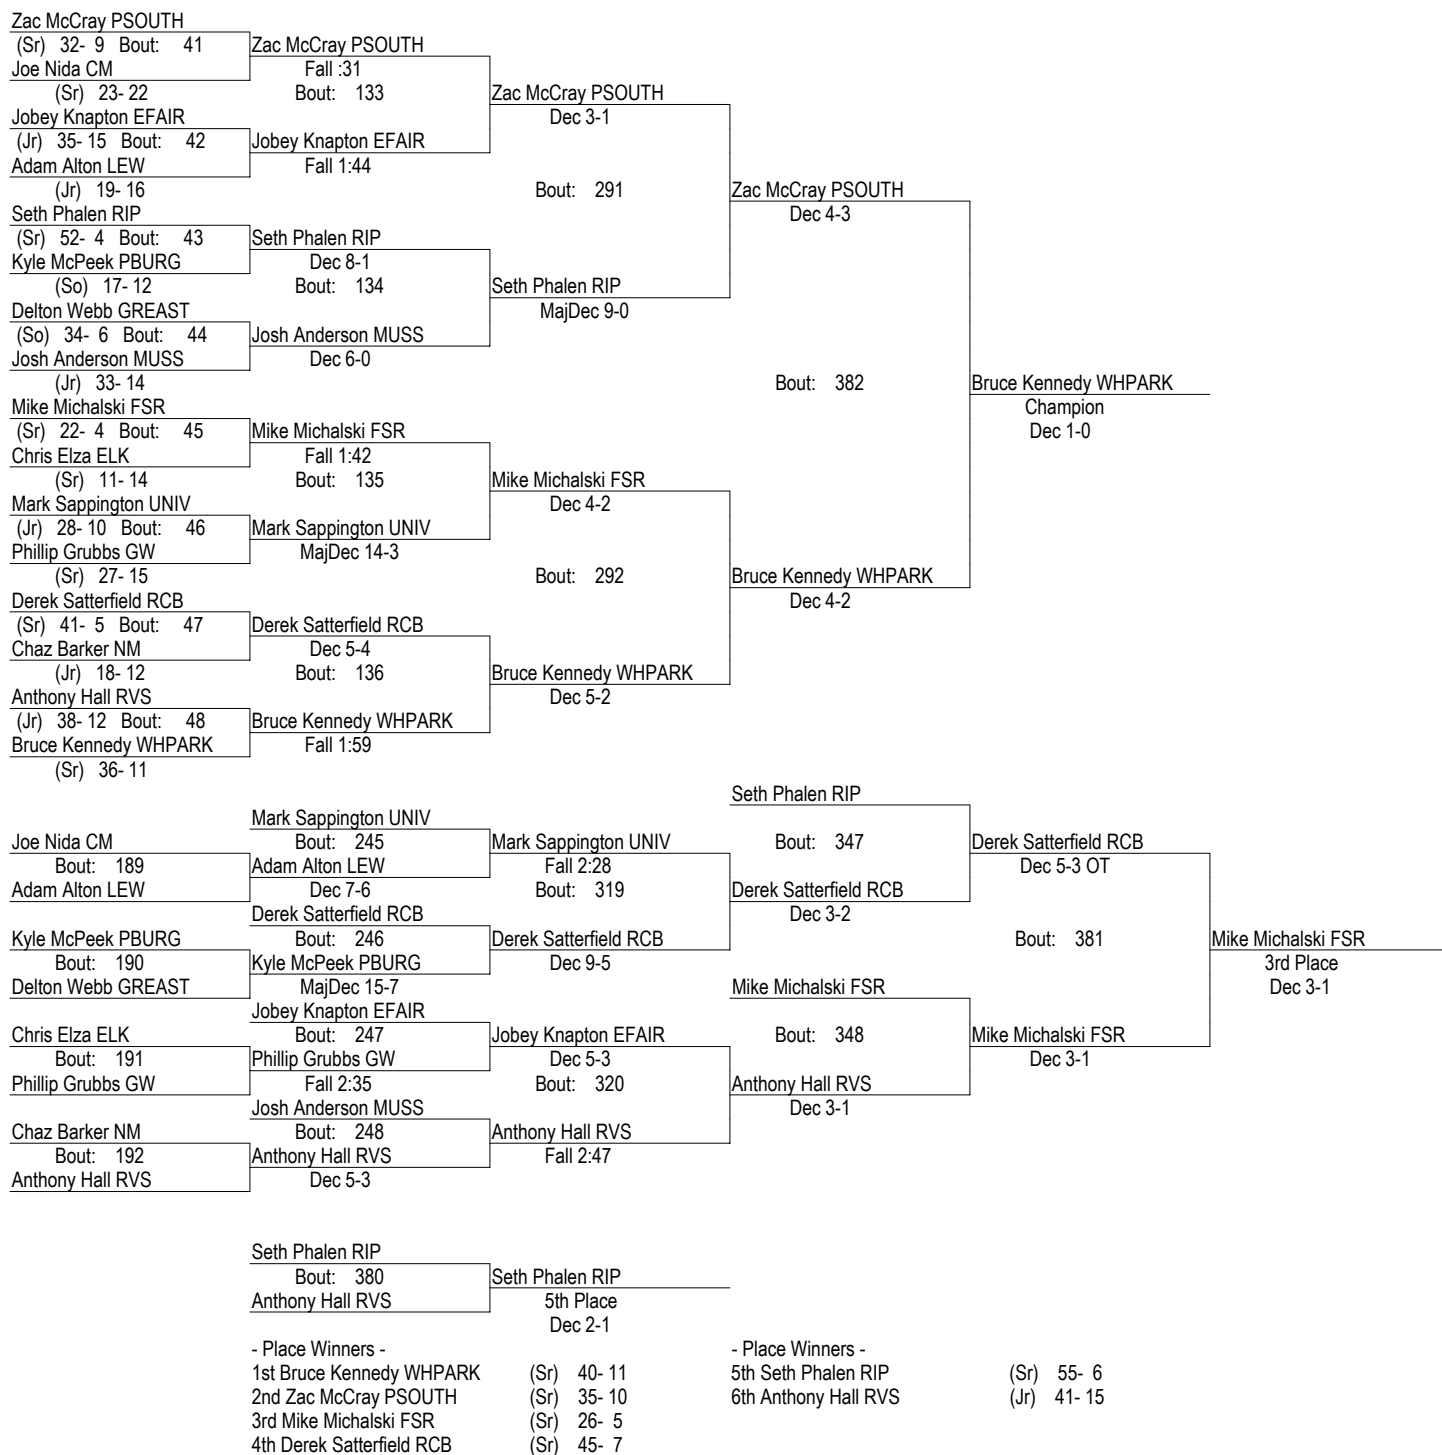 Zac McCray PSOUTH
(Sr) 32- 9 Bout: 41 Zac McCray PSOUTH
Joe Nida CM Fall :31
(Sr) 23- 22 Bout: 133 Zac McCray PSOUTH
Jobey Knapton EFAIR Dec 3-1
(Jr) 35- 15 Bout: 42 Jobey Knapton EFAIR
Adam Alton LEW Fall 1:44
(Jr) 19- 16 Bout: 291 Zac McCray PSOUTH
Seth Phalen RIP Dec 4-3
(Sr) 52- 4 Bout: 43 Seth Phalen RIP
Kyle McPeek PBURG Dec 8-1
(So) 17- 12 Bout: 134 Seth Phalen RIP
Delton Webb GREAST MajDec 9-0
(So) 34- 6 Bout: 44 Josh Anderson MUSS
Josh Anderson MUSS Dec 6-0
(Jr) 33- 14 Bout: 382 Bruce Kennedy WHPARK
Mike Michalski FSR Champion
(Sr) 22- 4 Bout: 45 Mike Michalski FSR Dec 1-0
Chris Elza ELK Fall 1:42
(Sr) 11- 14 Bout: 135 Mike Michalski FSR
Mark Sappington UNIV Dec 4-2
(Jr) 28- 10 Bout: 46 Mark Sappington UNIV
Phillip Grubbs GW MajDec 14-3
(Sr) 27- 15 Bout: 292 Bruce Kennedy WHPARK
Derek Satterfield RCB Dec 4-2
(Sr) 41- 5 Bout: 47 Derek Satterfield RCB
Chaz Barker NM Dec 5-4
(Jr) 18- 12 Bout: 136 Bruce Kennedy WHPARK
Anthony Hall RVS Dec 5-2
(Jr) 38- 12 Bout: 48 Bruce Kennedy WHPARK
Bruce Kennedy WHPARK Fall 1:59
(Sr) 36- 11
Seth Phalen RIP
Mark Sappington UNIV
Joe Nida CM Bout: 245 Mark Sappington UNIV Bout: 347 Derek Satterfield RCB
Bout: 189 Adam Alton LEW Fall 2:28 Dec 5-3 OT
Adam Alton LEW Dec 7-6 Bout: 319 Derek Satterfield RCB
Derek Satterfield RCB Dec 3-2
Kyle McPeek PBURG Bout: 246 Derek Satterfield RCB Bout: 381 Mike Michalski FSR
Bout: 190 Kyle McPeek PBURG Dec 9-5 3rd Place
Delton Webb GREAST MajDec 15-7 Mike Michalski FSR Dec 3-1
Jobey Knapton EFAIR
Chris Elza ELK Bout: 247 Jobey Knapton EFAIR Bout: 348 Mike Michalski FSR
Bout: 191 Phillip Grubbs GW Dec 5-3 Dec 3-1
Phillip Grubbs GW Fall 2:35 Bout: 320 Anthony Hall RVS
Josh Anderson MUSS Dec 3-1
Chaz Barker NM Bout: 248 Anthony Hall RVS
Bout: 192 Anthony Hall RVS Fall 2:47
Anthony Hall RVS Dec 5-3
Seth Phalen RIP
Bout: 380 Seth Phalen RIP
Anthony Hall RVS 5th Place
Dec 2-1
- Place Winners - - Place Winners -
1st Bruce Kennedy WHPARK (Sr) 40- 11 5th Seth Phalen RIP (Sr) 55- 6
2nd Zac McCray PSOUTH (Sr) 35- 10 6th Anthony Hall RVS (Jr) 41- 15
3rd Mike Michalski FSR (Sr) 26- 5
4th Derek Satterfield RCB (Sr) 45- 7